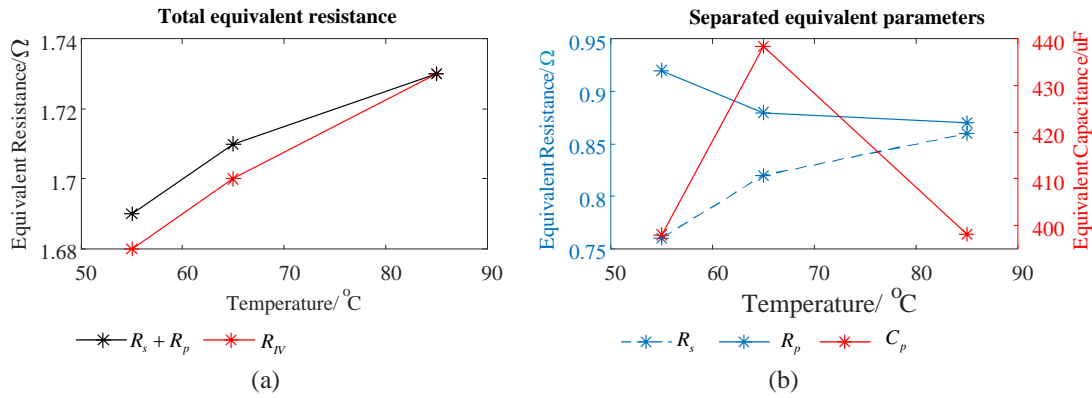 Total equivalent resistance
Equivalent Resistance/Ω
1.74
1.72
1.7
1.68
50
60
70
80
90
Temperature/ °C
R_s + R_p
R_IV
(a)
Separated equivalent parameters
Equivalent Resistance/Ω
0.95
0.9
0.85
0.8
0.75
Equivalent Capacitance/uF
440
430
420
410
400
50
60
70
80
90
Temperature/ °C
R_s
R_p
C_p
(b)